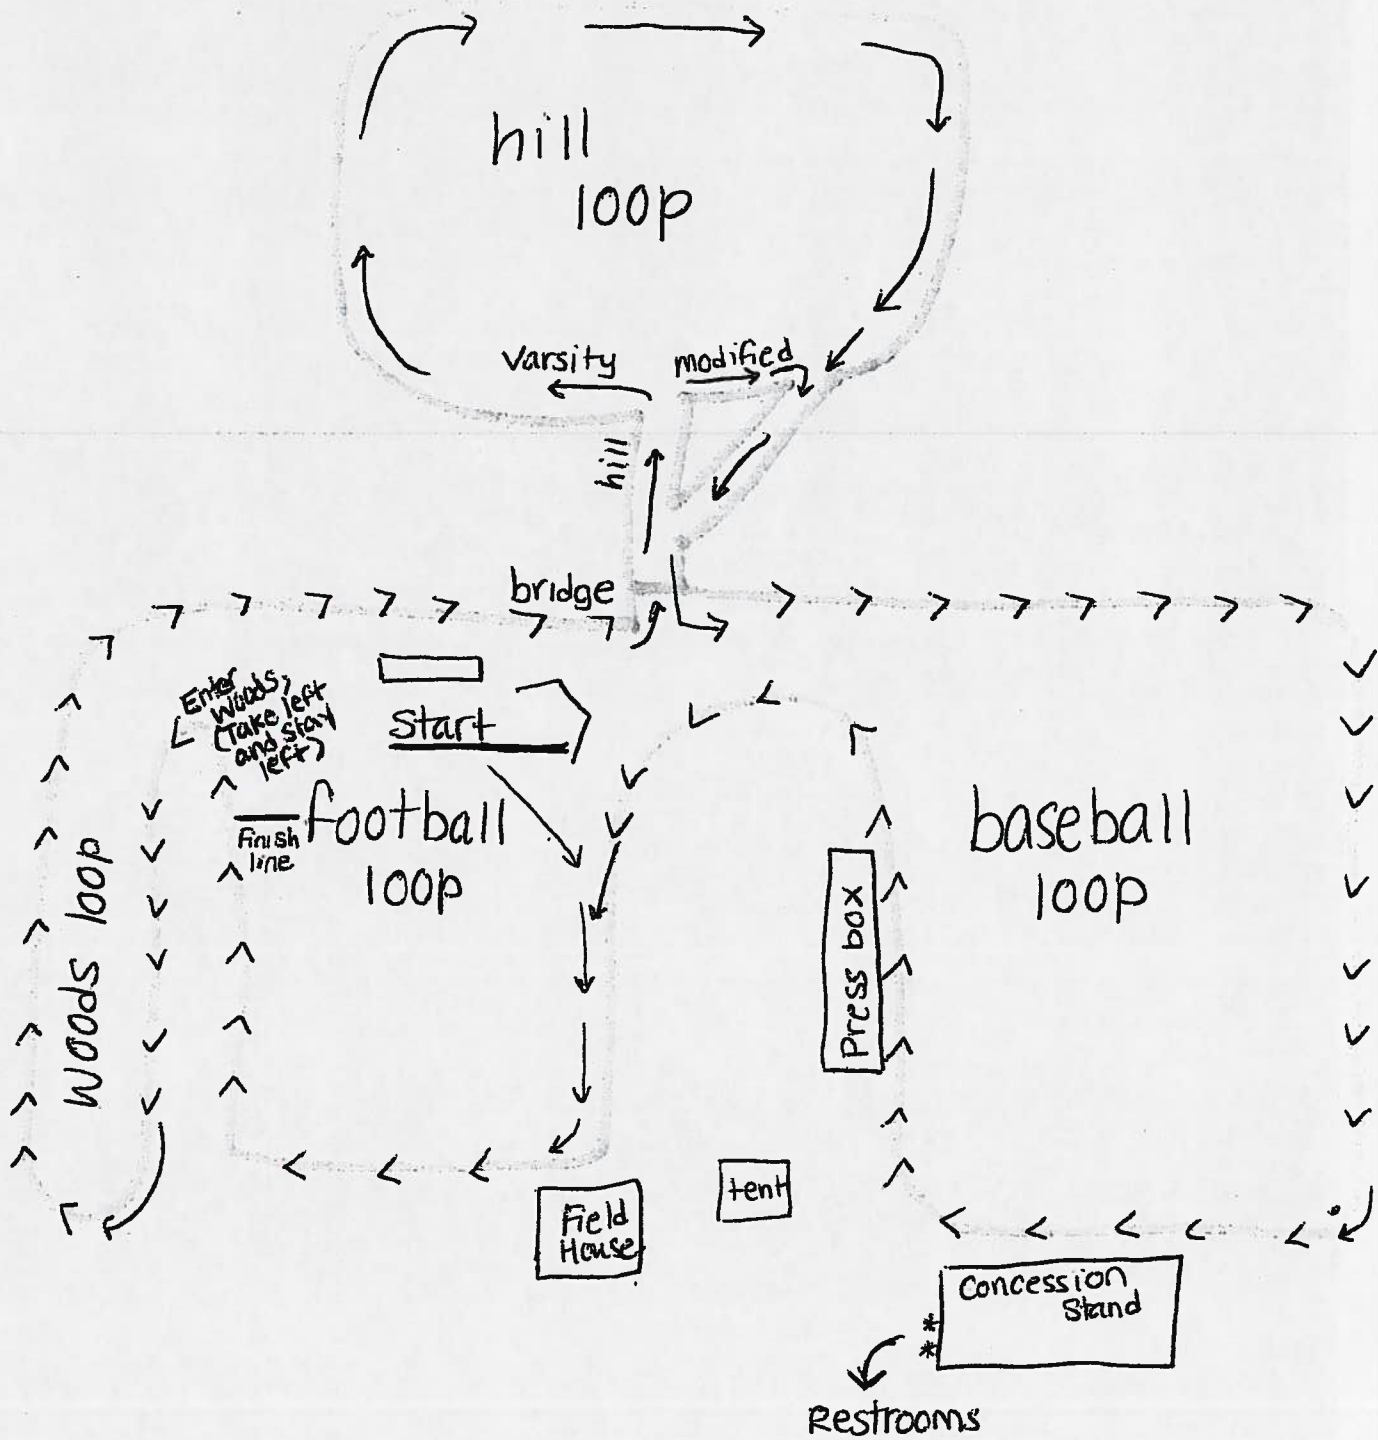 hill
loop
varsity
modified
hill
bridge
Enter
Woods,
(Take left
and stay
left)
Start
Finish
line
football
loop
baseball
loop
Woods loop
Press box
tent
Field
House
Concession
Stand
**
Restrooms